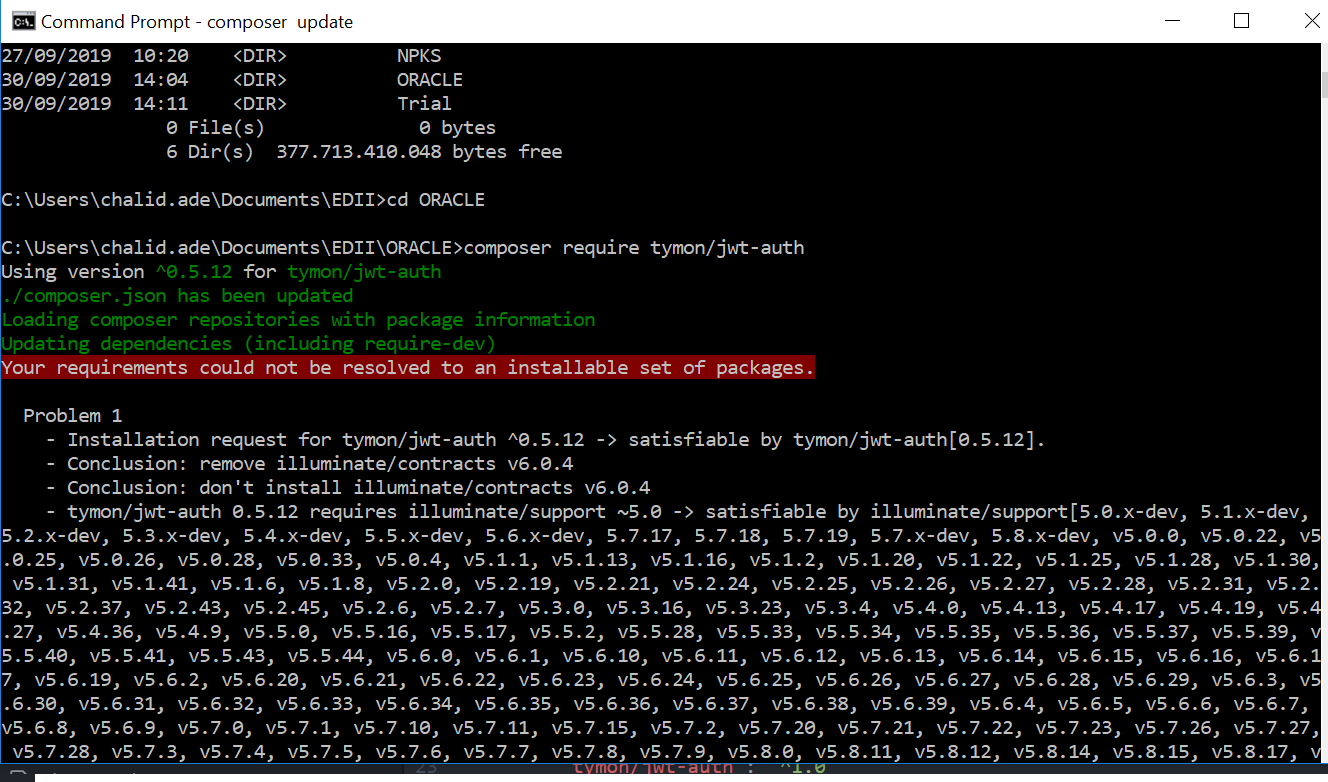 Command Prompt - composer  update
27/09/2019  10:20    <DIR>          NPKS
30/09/2019  14:04    <DIR>          ORACLE
30/09/2019  14:11    <DIR>          Trial
0 File(s)              0 bytes
6 Dir(s)  377.713.410.048 bytes free
C:\Users\chalid.ade\Documents\EDII>cd ORACLE
C:\Users\chalid.ade\Documents\EDII\ORACLE>composer require tymon/jwt-auth
Using version ^0.5.12 for tymon/jwt-auth
./composer.json has been updated
Loading composer repositories with package information
Updating dependencies (including require-dev)
Your requirements could not be resolved to an installable set of packages.
Problem 1
- Installation request for tymon/jwt-auth ^0.5.12 -> satisfiable by tymon/jwt-auth[0.5.12].
- Conclusion: remove illuminate/contracts v6.0.4
- Conclusion: don't install illuminate/contracts v6.0.4
- tymon/jwt-auth 0.5.12 requires illuminate/support ~5.0 -> satisfiable by illuminate/support[5.0.x-dev, 5.1.x-dev,
5.2.x-dev, 5.3.x-dev, 5.4.x-dev, 5.5.x-dev, 5.6.x-dev, 5.7.17, 5.7.18, 5.7.19, 5.7.x-dev, 5.8.x-dev, v5.0.0, v5.0.22, v5
.0.25, v5.0.26, v5.0.28, v5.0.33, v5.0.4, v5.1.1, v5.1.13, v5.1.16, v5.1.2, v5.1.20, v5.1.22, v5.1.25, v5.1.28, v5.1.30,
v5.1.31, v5.1.41, v5.1.6, v5.1.8, v5.2.0, v5.2.19, v5.2.21, v5.2.24, v5.2.25, v5.2.26, v5.2.27, v5.2.28, v5.2.31, v5.2.
32, v5.2.37, v5.2.43, v5.2.45, v5.2.6, v5.2.7, v5.3.0, v5.3.16, v5.3.23, v5.3.4, v5.4.0, v5.4.13, v5.4.17, v5.4.19, v5.4
.27, v5.4.36, v5.4.9, v5.5.0, v5.5.16, v5.5.17, v5.5.2, v5.5.28, v5.5.33, v5.5.34, v5.5.35, v5.5.36, v5.5.37, v5.5.39, v
5.5.40, v5.5.41, v5.5.43, v5.5.44, v5.6.0, v5.6.1, v5.6.10, v5.6.11, v5.6.12, v5.6.13, v5.6.14, v5.6.15, v5.6.16, v5.6.1
7, v5.6.19, v5.6.2, v5.6.20, v5.6.21, v5.6.22, v5.6.23, v5.6.24, v5.6.25, v5.6.26, v5.6.27, v5.6.28, v5.6.29, v5.6.3, v5
.6.30, v5.6.31, v5.6.32, v5.6.33, v5.6.34, v5.6.35, v5.6.36, v5.6.37, v5.6.38, v5.6.39, v5.6.4, v5.6.5, v5.6.6, v5.6.7,
v5.6.8, v5.6.9, v5.7.0, v5.7.1, v5.7.10, v5.7.11, v5.7.15, v5.7.2, v5.7.20, v5.7.21, v5.7.22, v5.7.23, v5.7.26, v5.7.27,
v5.7.28, v5.7.3, v5.7.4, v5.7.5, v5.7.6, v5.7.7, v5.7.8, v5.7.9, v5.8.0, v5.8.11, v5.8.12, v5.8.14, v5.8.15, v5.8.17, v
23 tymon/jwt-auth : ^1.0